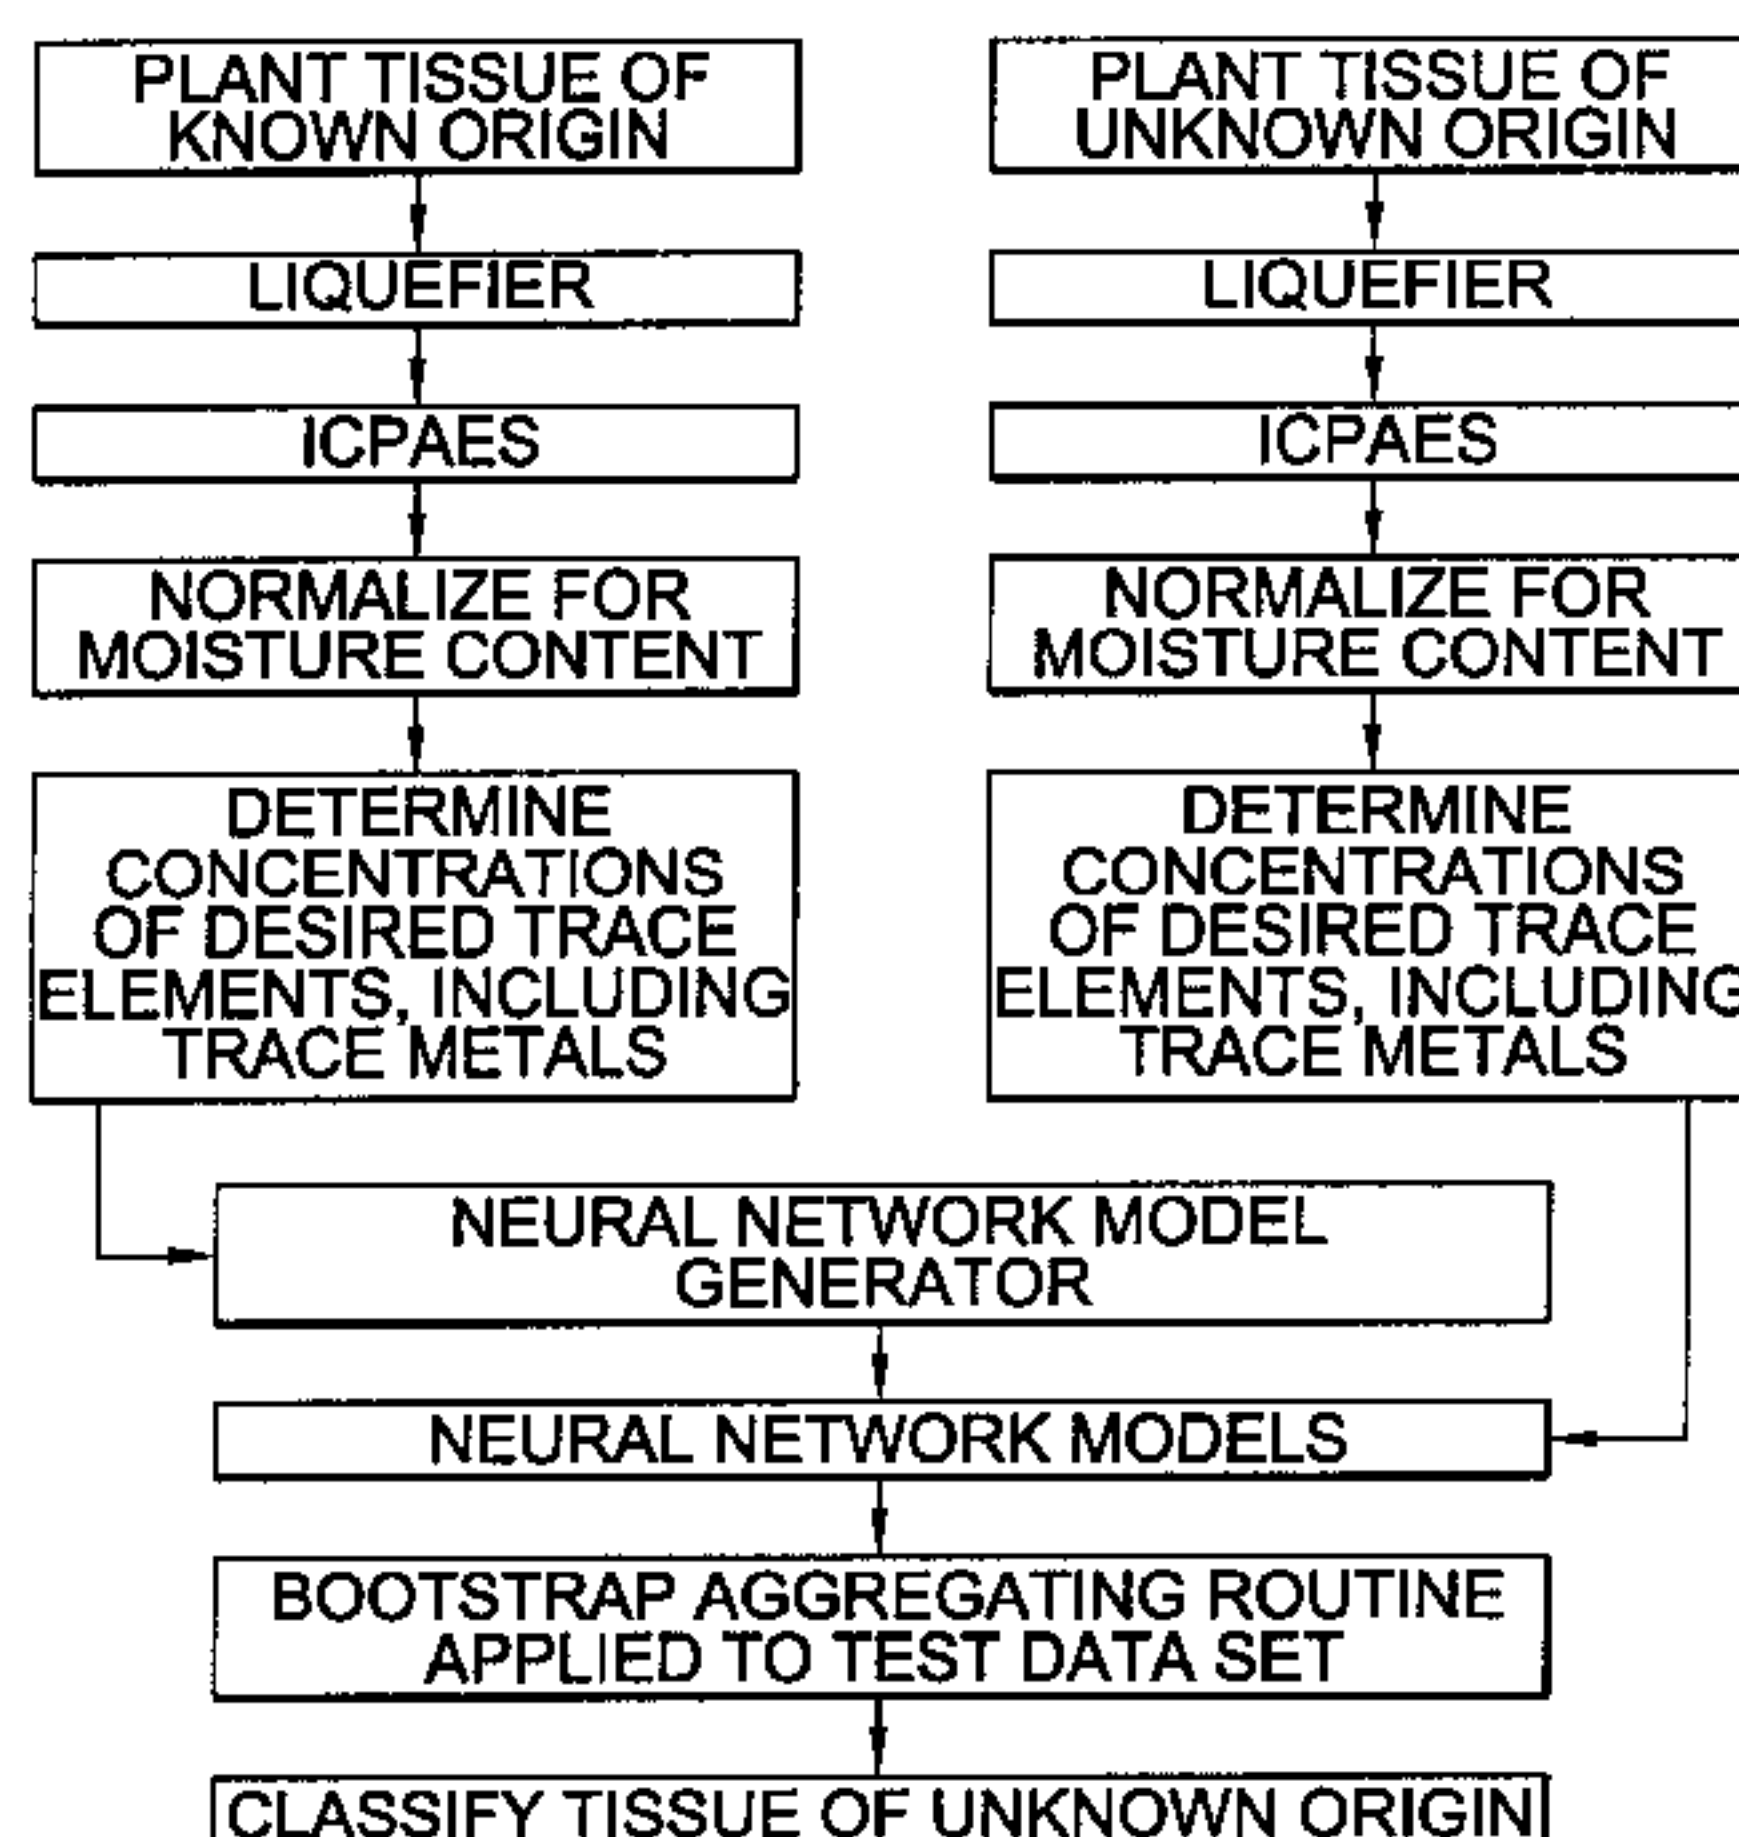 PLANT TISSUE OF
KNOWN ORIGIN
LIQUEFIER
ICPAES
NORMALIZE FOR
MOISTURE CONTENT
DETERMINE
CONCENTRATIONS
OF DESIRED TRACE
ELEMENTS, INCLUDING
TRACE METALS
PLANT TISSUE OF
UNKNOWN ORIGIN
LIQUEFIER
ICPAES
NORMALIZE FOR
MOISTURE CONTENT
DETERMINE
CONCENTRATIONS
OF DESIRED TRACE
ELEMENTS, INCLUDING
TRACE METALS
NEURAL NETWORK MODEL
GENERATOR
NEURAL NETWORK MODELS
BOOTSTRAP AGGREGATING ROUTINE
APPLIED TO TEST DATA SET
CLASSIFY TISSUE OF UNKNOWN ORIGIN